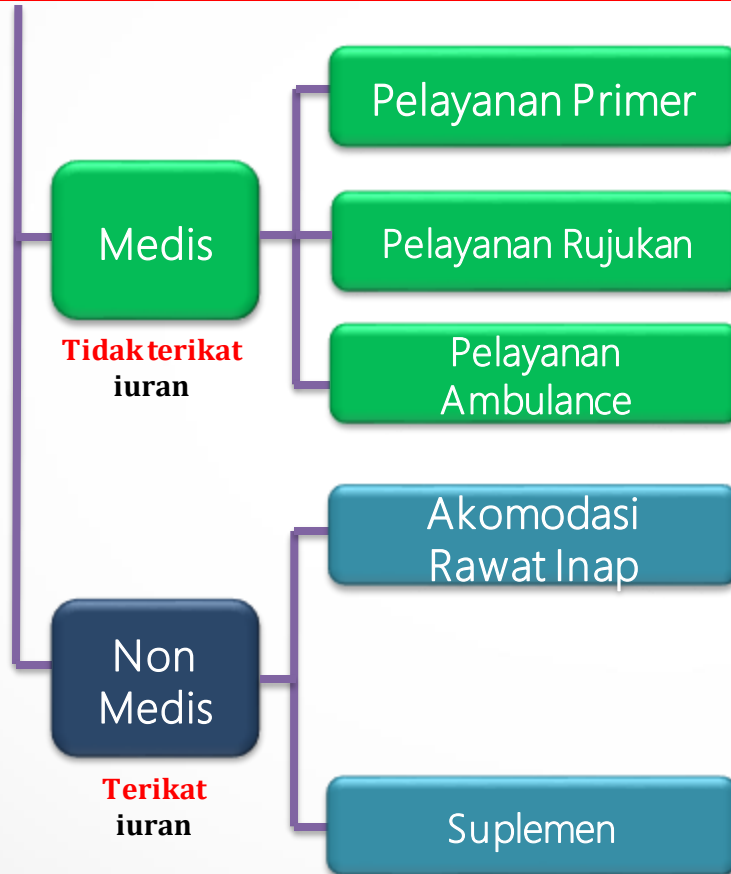 Medis
Tidak terikat
iuran
Pelayanan Primer
Pelayanan Rujukan
Pelayanan
Ambulance
Non
Medis
Terikat
iuran
Akomodasi
Rawat Inap
Suplemen